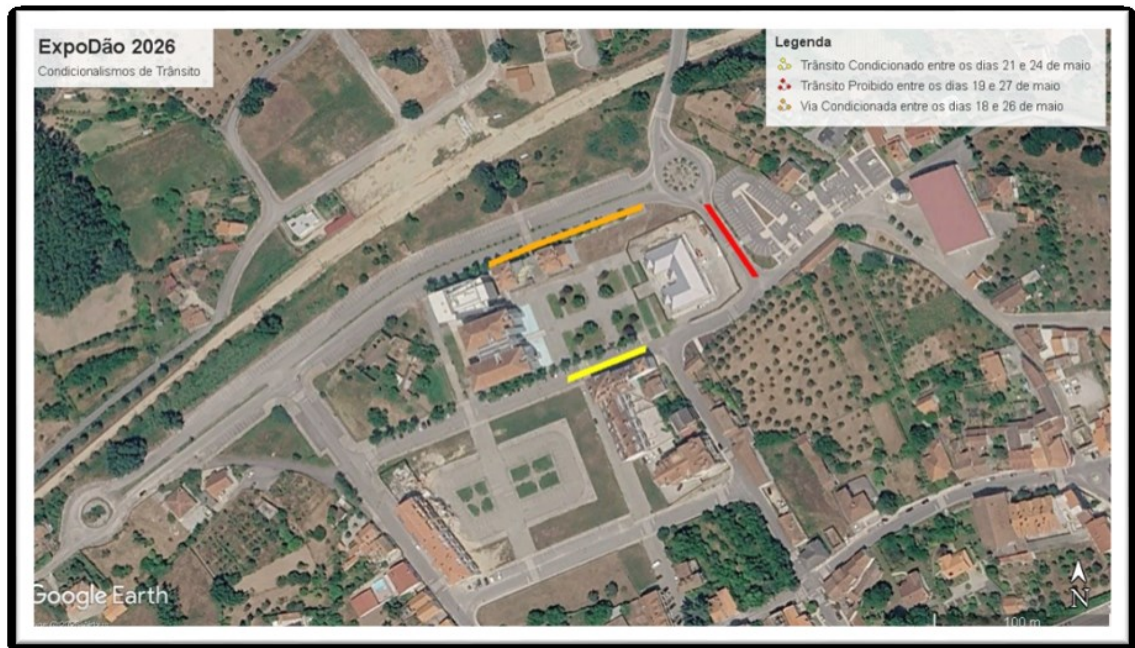 ExpoDão 2026
Condicionalismos de Trânsito
Legenda
Trânsito Condicionado entre os dias 21 e 24 de maio
Trânsito Proibido entre os dias 19 e 27 de maio
Via Condicionada entre os dias 18 e 26 de maio
Google Earth
N
100 m